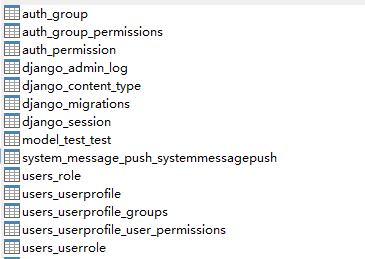 auth_group
auth_group_permissions
auth_permission
django_admin_log
django_content_type
django_migrations
django_session
model_test_test
system_message_push_systemmessagepush
users_role
users_userprofile
users_userprofile_groups
users_userprofile_user_permissions
users_userrole